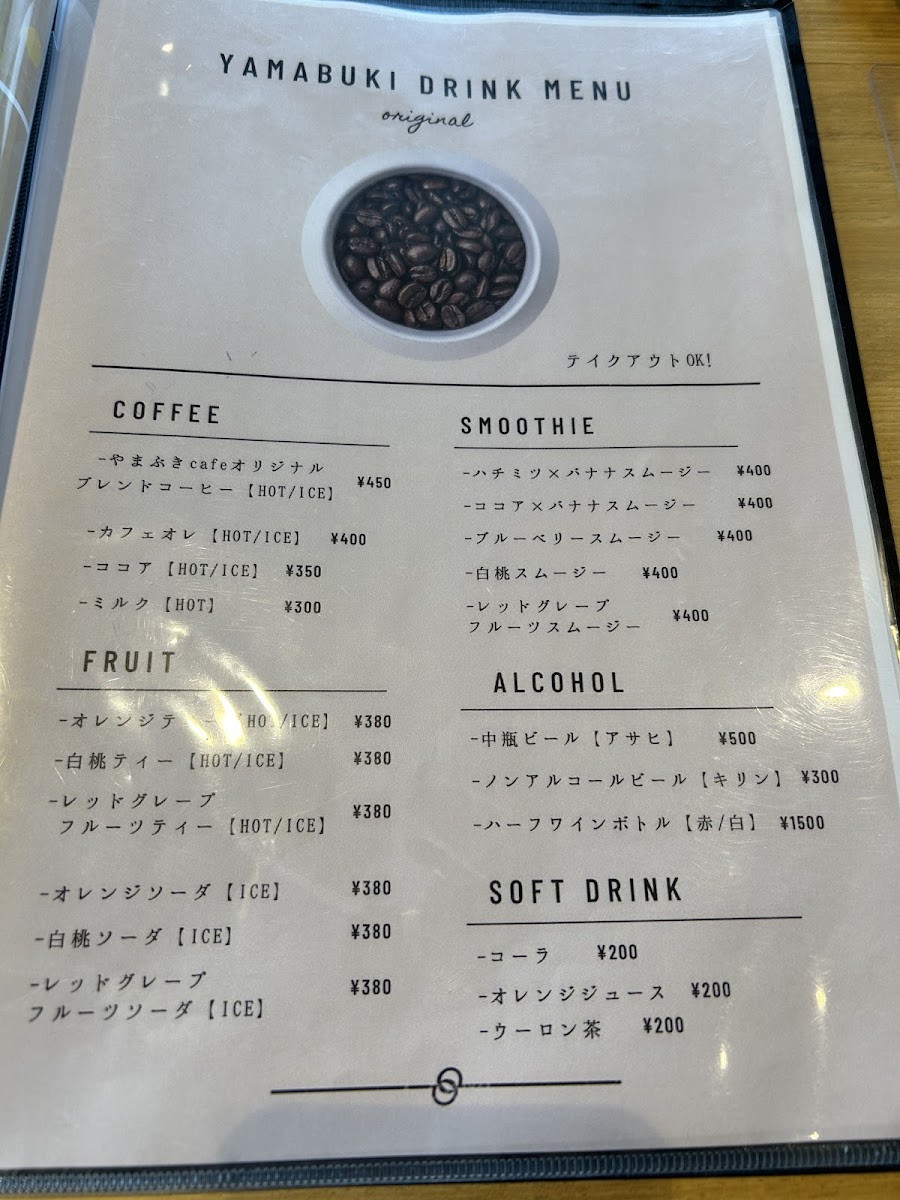 YAMABUKI DRINK MENU
original
テイクアウトOK!
COFFEE
-やまぶきcafeオリジナル
ブレンドコーヒー【HOT/ICE】 ¥450
-カフェオレ【HOT/ICE】 ¥400
-ココア【HOT/ICE】 ¥350
-ミルク【HOT】 ¥300
FRUIT
-オレンジティー【HOT/ICE】 ¥380
-白桃ティー【HOT/ICE】 ¥380
-レッドグレープ
フルーツティー【HOT/ICE】 ¥380
-オレンジソーダ【ICE】 ¥380
-白桃ソーダ【ICE】 ¥380
-レッドグレープ
フルーツソーダ【ICE】 ¥380
SMOOTHIE
-ハチミツ×バナナスムージー ¥400
-ココア×バナナスムージー ¥400
-ブルーベリースムージー ¥400
-白桃スムージー ¥400
-レッドグレープ
フルーツスムージー ¥400
ALCOHOL
-中瓶ビール【アサヒ】 ¥500
-ノンアルコールビール【キリン】 ¥300
-ハーフワインボトル【赤/白】 ¥1500
SOFT DRINK
-コーラ ¥200
-オレンジジュース ¥200
-ウーロン茶 ¥200